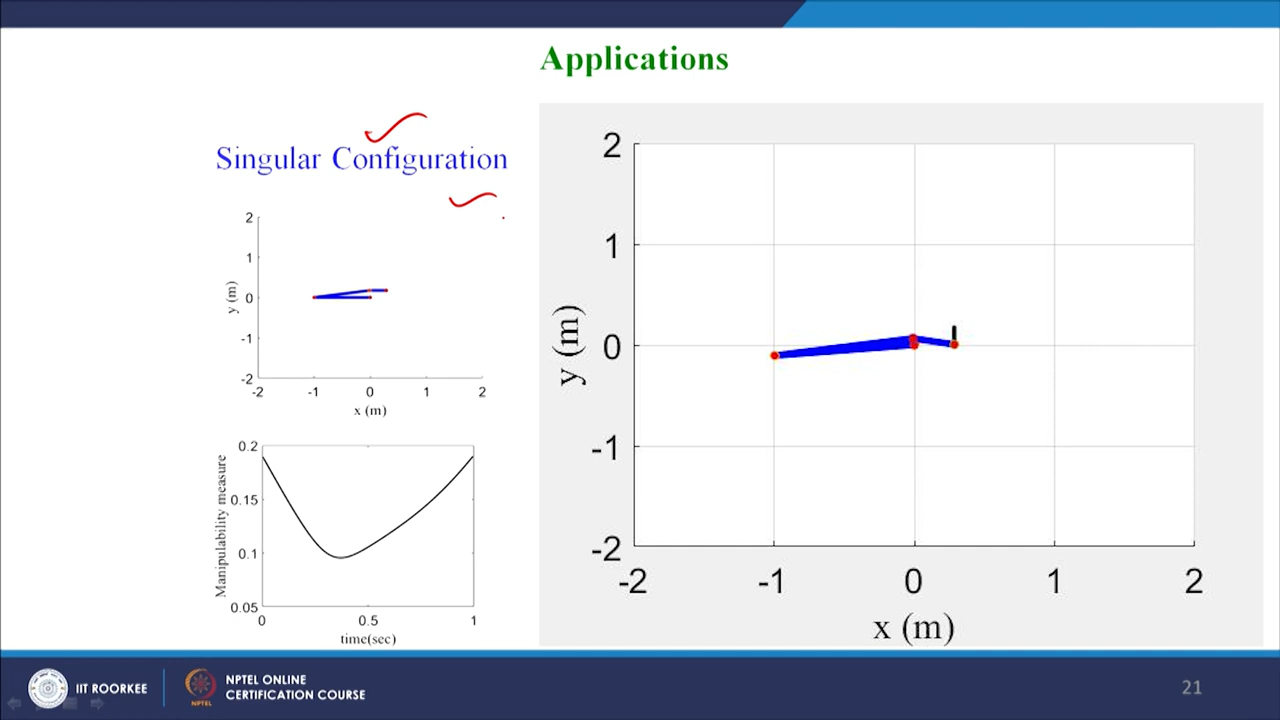 Applications
Singular Configuration
2
1
0
-1
-2
y (m)
-2
-1
0
1
2
x (m)
0.2
0.15
0.1
0.05
Manipulability measure
0
0.5
1
time(sec)
2
1
0
-1
-2
y (m)
-2
-1
0
1
2
x (m)
IIT ROORKEE
NPTEL
NPTEL ONLINE
CERTIFICATION COURSE
21